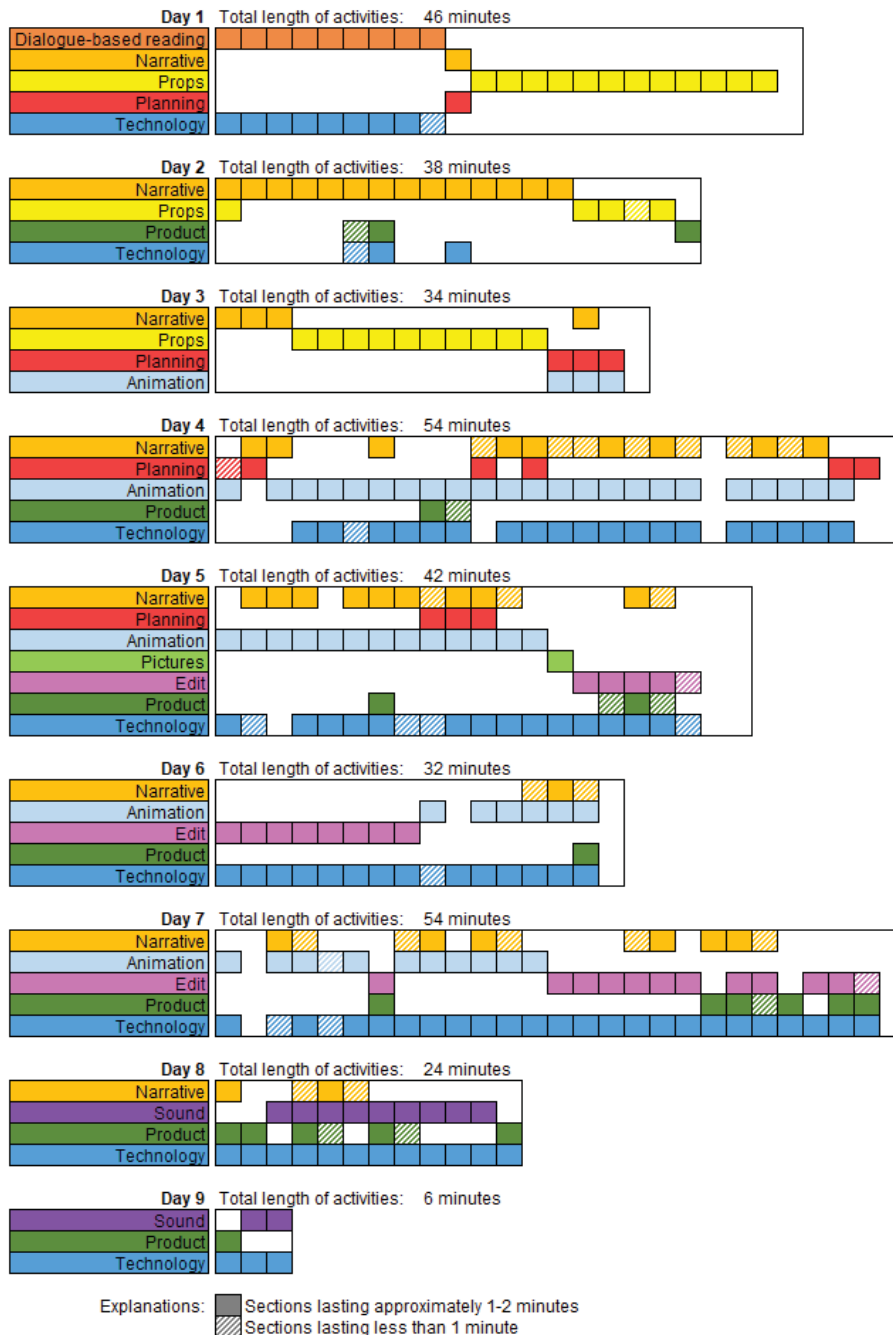 Day 1 Total length of activities: 46 minutes
Dialogue-based reading
Narrative
Props
Planning
Technology
Day 2 Total length of activities: 38 minutes
Narrative
Props
Product
Technology
Day 3 Total length of activities: 34 minutes
Narrative
Props
Planning
Animation
Day 4 Total length of activities: 54 minutes
Narrative
Planning
Animation
Product
Technology
Day 5 Total length of activities: 42 minutes
Narrative
Planning
Animation
Pictures
Edit
Product
Technology
Day 6 Total length of activities: 32 minutes
Narrative
Animation
Edit
Product
Technology
Day 7 Total length of activities: 54 minutes
Narrative
Animation
Edit
Product
Technology
Day 8 Total length of activities: 24 minutes
Narrative
Sound
Product
Technology
Day 9 Total length of activities: 6 minutes
Sound
Product
Technology
Explanations: Sections lasting approximately 1-2 minutes
Sections lasting less than 1 minute